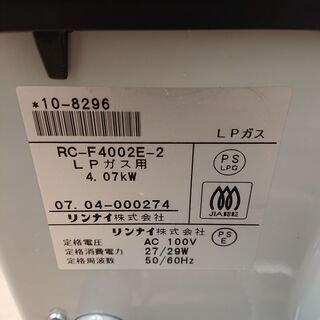 *10-8296
LPガス
RC-F4002E-2
LPガス用
4.07kW
PS
LPG
JIA認証
07.04-000274
リンナイ株式会社
リンナイ株式会社
定格電圧 AC 100V
定格消費電力 27/29W
定格周波数 50/60Hz
PS
E